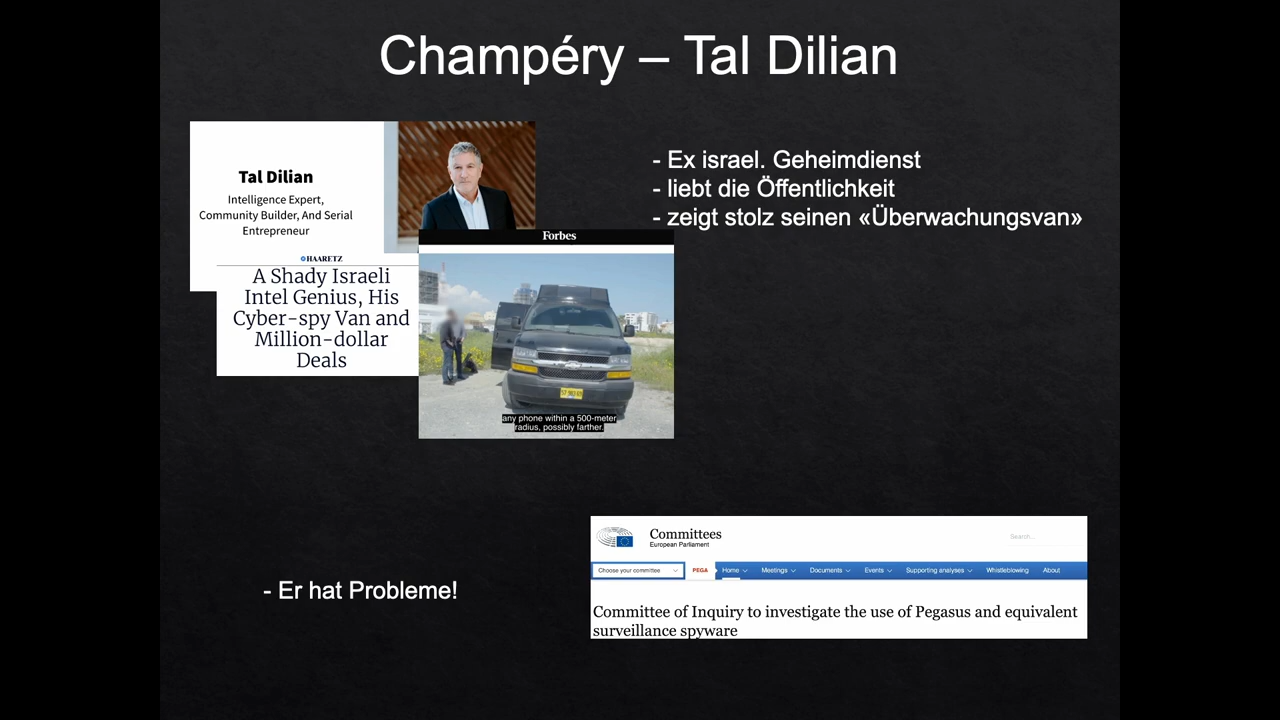 Champéry – Tal Dilian
Tal Dilian
Intelligence Expert,
Community Builder, And Serial
Entrepreneur
HAARETZ
A Shady Israeli
Intel Genius, His
Cyber-spy Van and
Million-dollar
Deals
Forbes
any phone within a 500-meter
radius, possibly farther.
- Ex israel. Geheimdienst
- liebt die Öffentlichkeit
- zeigt stolz seinen «Überwachungsvan»
- Er hat Probleme!
Committees
European Parliament
Search...
Choose your committee PEGA Home Meetings Documents Events Supporting analyses Whistleblowing About
Committee of Inquiry to investigate the use of Pegasus and equivalent
surveillance spyware